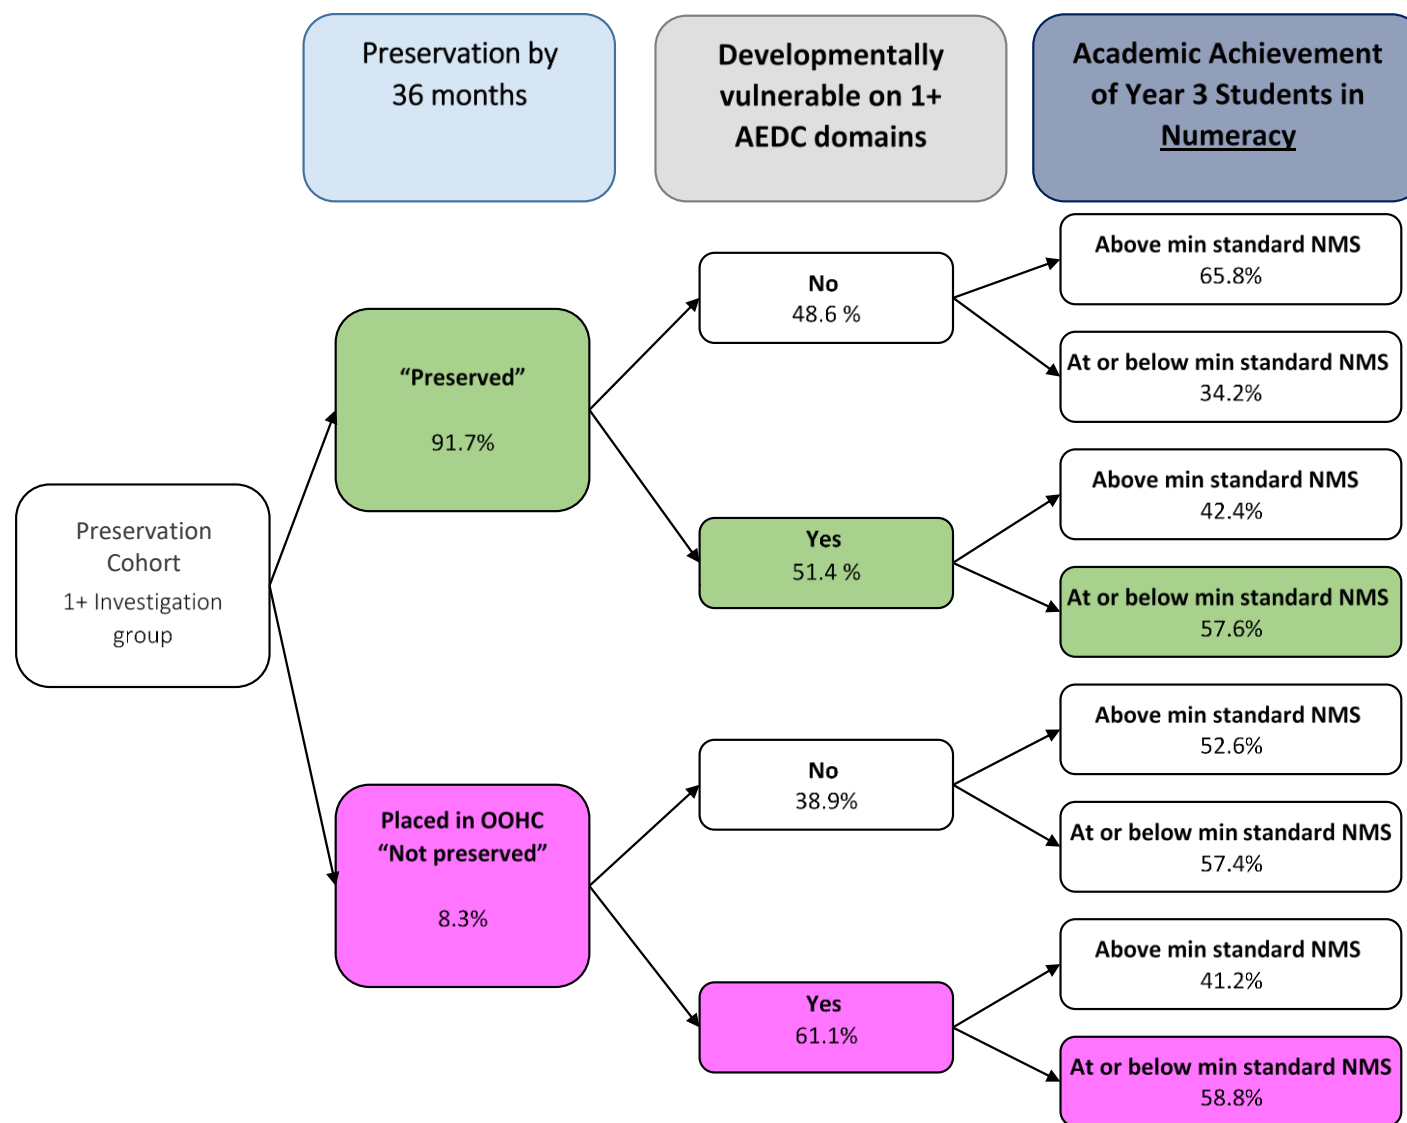 Preservation by
36 months
Developmentally
vulnerable on 1+
AEDC domains
Academic Achievement
of Year 3 Students in
Numeracy
Preservation
Cohort
1+ Investigation
group
“Preserved”
91.7%
No
48.6 %
Above min standard NMS
65.8%
At or below min standard NMS
34.2%
Yes
51.4 %
Above min standard NMS
42.4%
At or below min standard NMS
57.6%
Placed in OOHC
“Not preserved”
8.3%
No
38.9%
Above min standard NMS
52.6%
At or below min standard NMS
57.4%
Yes
61.1%
Above min standard NMS
41.2%
At or below min standard NMS
58.8%